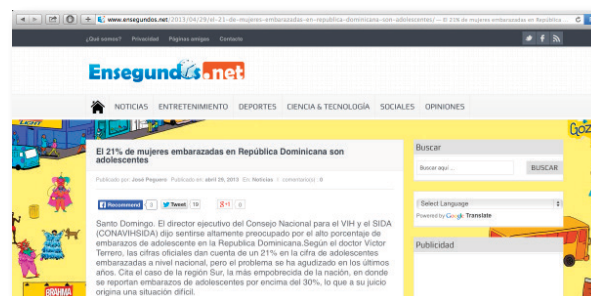 www.ensegundos.net/2013/04/29/el-21-de-mujeres-embarazadas-en-republica-dominicana-son-adolescentes/ — El 21% de mujeres embarazadas en República ...
¿Qué somos? Privacidad Páginas amigas Contacto
Ensegundos.net
NOTICIAS ENTRETENIMIENTO DEPORTES CIENCIA & TECNOLOGÍA SOCIALES OPINIONES
El 21% de mujeres embarazadas en República Dominicana son
adolescentes
Publicado por: José Peguero Publicado en: abril 29, 2013 En: Noticias | comentario(s) : 0
Recommend 0 Tweet 10 +1 0
Santo Domingo. El director ejecutivo del Consejo Nacional para el VIH y el SIDA
(CONAVIHSIDA) dijo sentirse altamente preocupado por el alto porcentaje de
embarazos de adolescente en la Republica Dominicana.Según el doctor Víctor
Terrero, las cifras oficiales dan cuenta de un 21% en la cifra de adolescentes
embarazadas a nivel nacional, pero el problema se ha agudizado en los últimos
años. Cita el caso de la región Sur, la más empobrecida de la nación, en donde
se reportan embarazos de adolescentes por encima del 30%, lo que a su juicio
origina una situación difícil.
Buscar
Buscar aquí .. BUSCAR
Select Language
Powered by Google Translate
Publicidad
Goz
BRAHMA